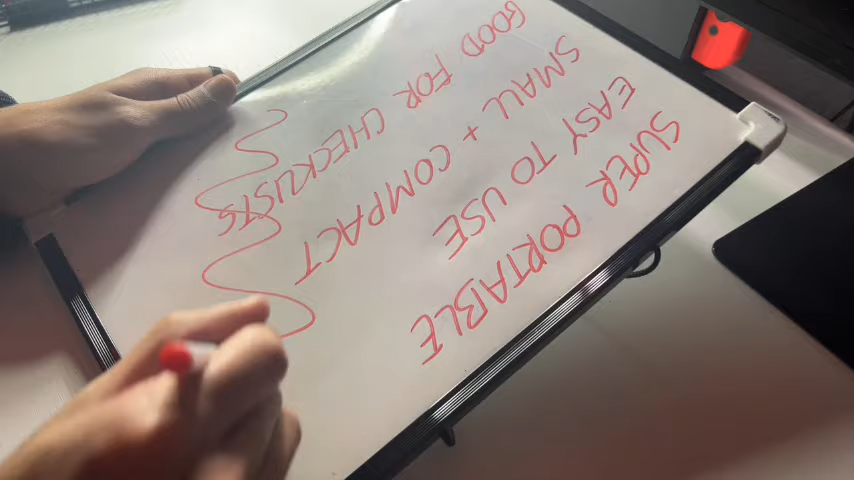 SUPER PORTABLE
EASY TO USE
SMALL + COMPACT
GOOD FOR CHECKLISTS